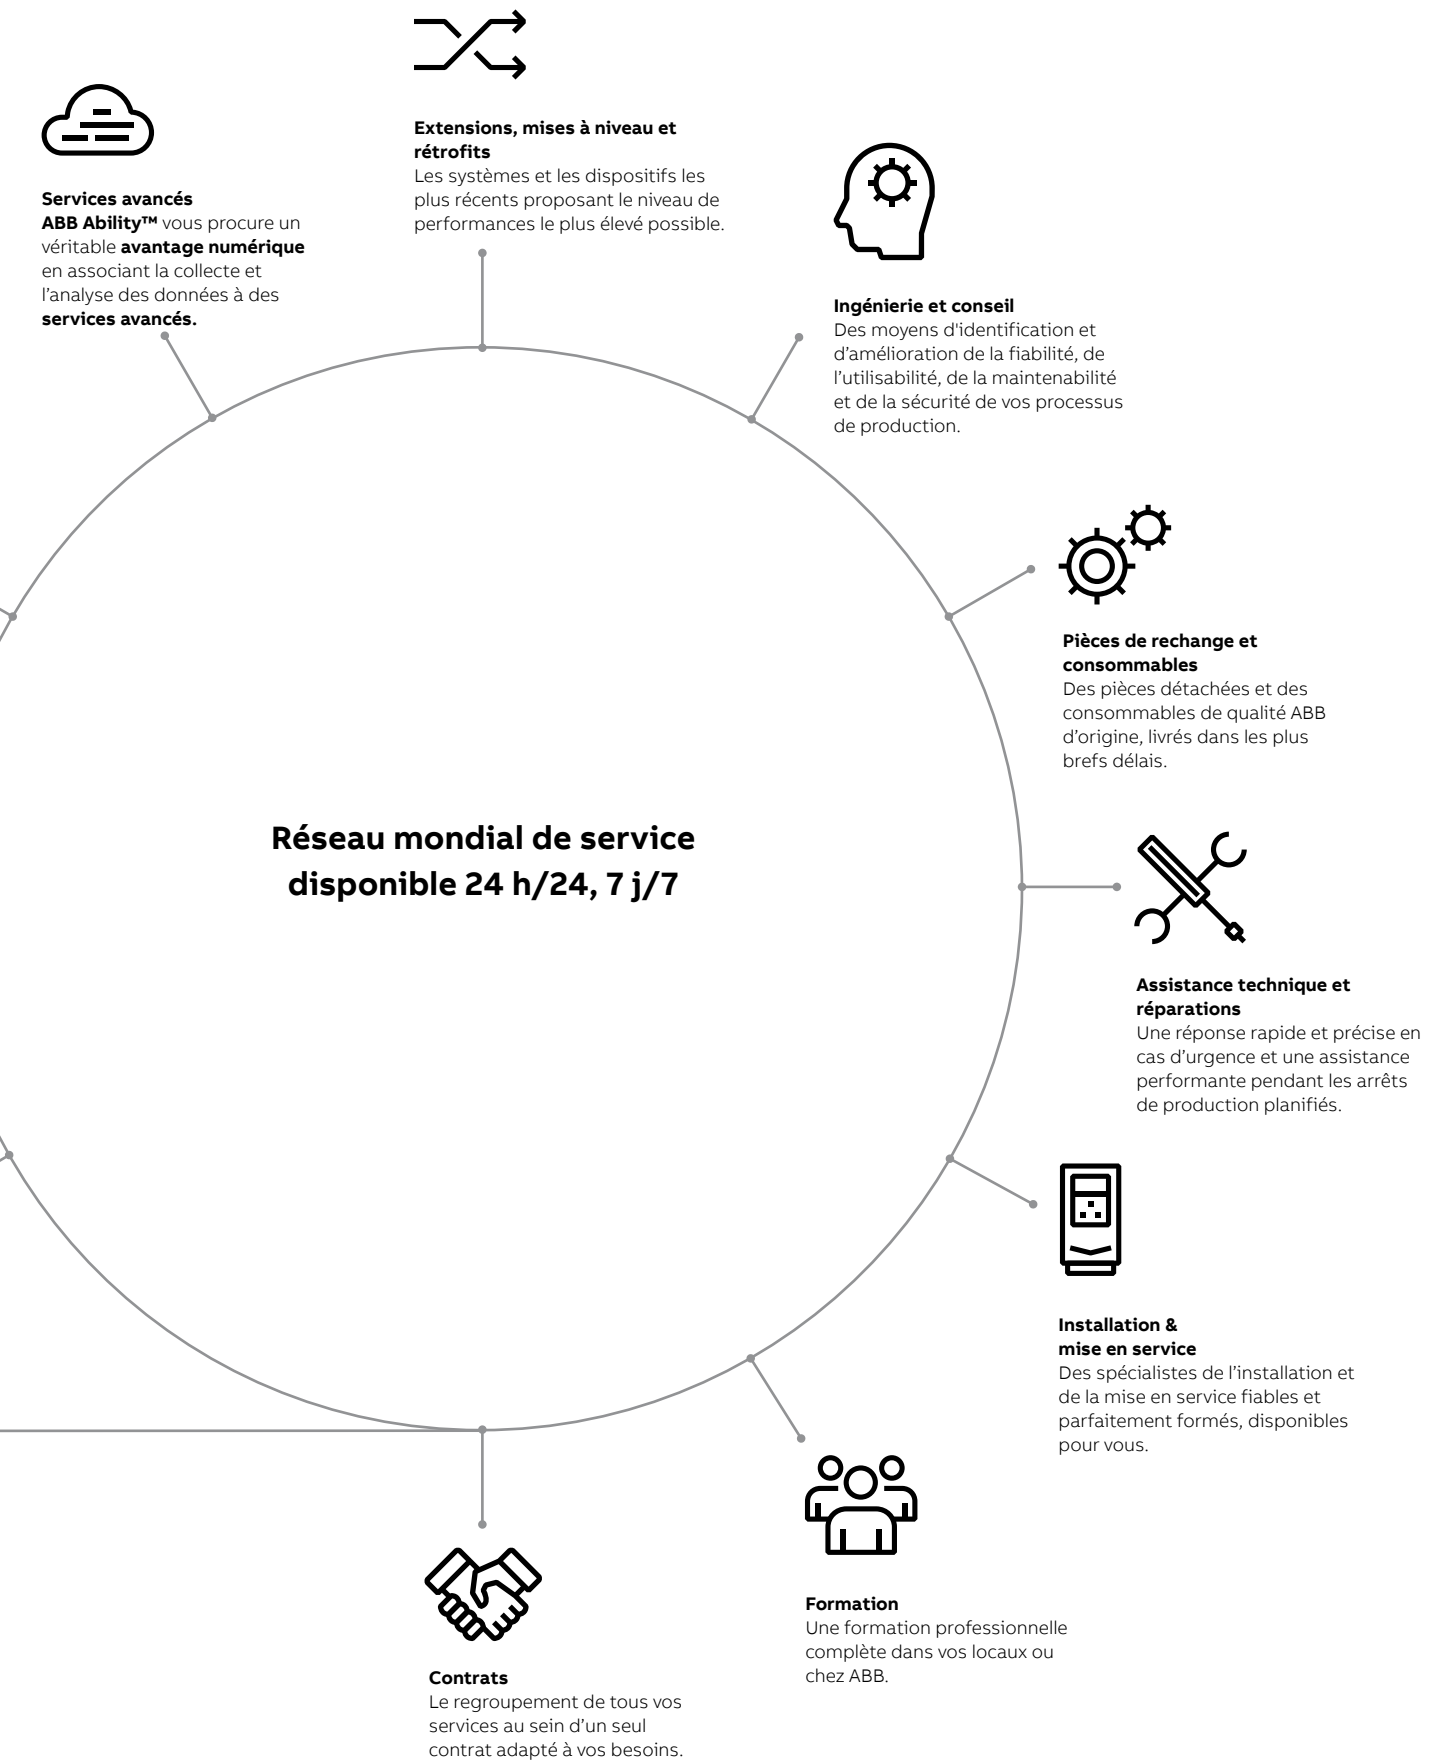 Extensions, mises à niveau et
rétrofits
Les systèmes et les dispositifs les
plus récents proposant le niveau de
performances le plus élevé possible.
Services avancés
ABB Ability™ vous procure un
véritable avantage numérique
en associant la collecte et
l’analyse des données à des
services avancés.
Ingénierie et conseil
Des moyens d'identification et
d’amélioration de la fiabilité, de
l’utilisabilité, de la maintenabilité
et de la sécurité de vos processus
de production.
Pièces de rechange et
consommables
Des pièces détachées et des
consommables de qualité ABB
d’origine, livrés dans les plus
brefs délais.
Réseau mondial de service
disponible 24 h/24, 7 j/7
Assistance technique et
réparations
Une réponse rapide et précise en
cas d’urgence et une assistance
performante pendant les arrêts
de production planifiés.
Installation &
mise en service
Des spécialistes de l’installation et
de la mise en service fiables et
parfaitement formés, disponibles
pour vous.
Formation
Une formation professionnelle
complète dans vos locaux ou
chez ABB.
Contrats
Le regroupement de tous vos
services au sein d’un seul
contrat adapté à vos besoins.